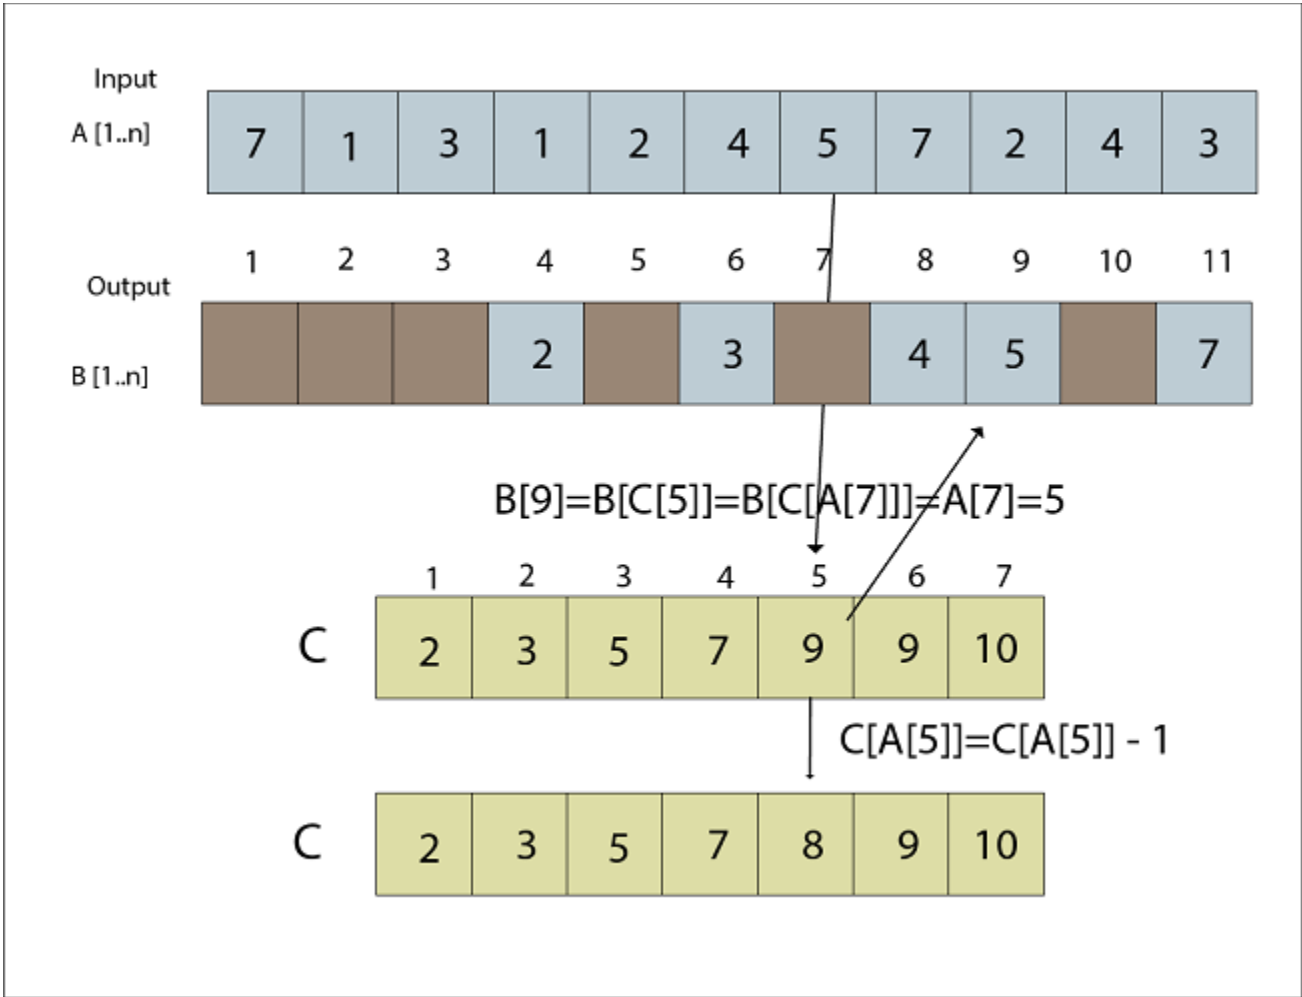 Input
A [1..n]
7 1 3 1 2 4 5 7 2 4 3
1 2 3 4 5 6 7 8 9 10 11
Output
B [1..n]
2 3 4 5 7
B[9]=B[C[5]]=B[C[A[7]]]=A[7]=5
1 2 3 4 5 6 7
C 2 3 5 7 9 9 10
C[A[5]]=C[A[5]] - 1
C 2 3 5 7 8 9 10